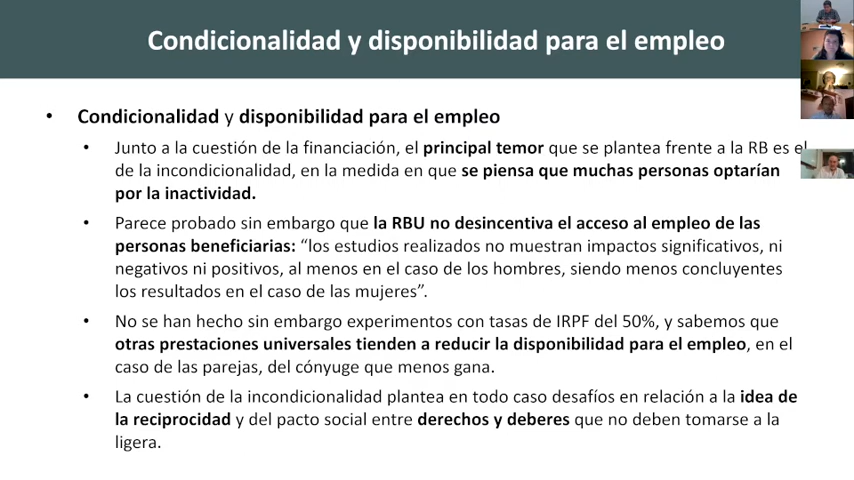 Condicionalidad y disponibilidad para el empleo
• Condicionalidad y disponibilidad para el empleo
• Junto a la cuestión de la financiación, el principal temor que se plantea frente a la RB es el
de la incondicionalidad, en la medida en que se piensa que muchas personas optarían
por la inactividad.
• Parece probado sin embargo que la RBU no desincentiva el acceso al empleo de las
personas beneficiarias: “los estudios realizados no muestran impactos significativos, ni
negativos ni positivos, al menos en el caso de los hombres, siendo menos concluyentes
los resultados en el caso de las mujeres”.
• No se han hecho sin embargo experimentos con tasas de IRPF del 50%, y sabemos que
otras prestaciones universales tienden a reducir la disponibilidad para el empleo, en el
caso de las parejas, del cónyuge que menos gana.
• La cuestión de la incondicionalidad plantea en todo caso desafíos en relación a la idea de
la reciprocidad y del pacto social entre derechos y deberes que no deben tomarse a la
ligera.